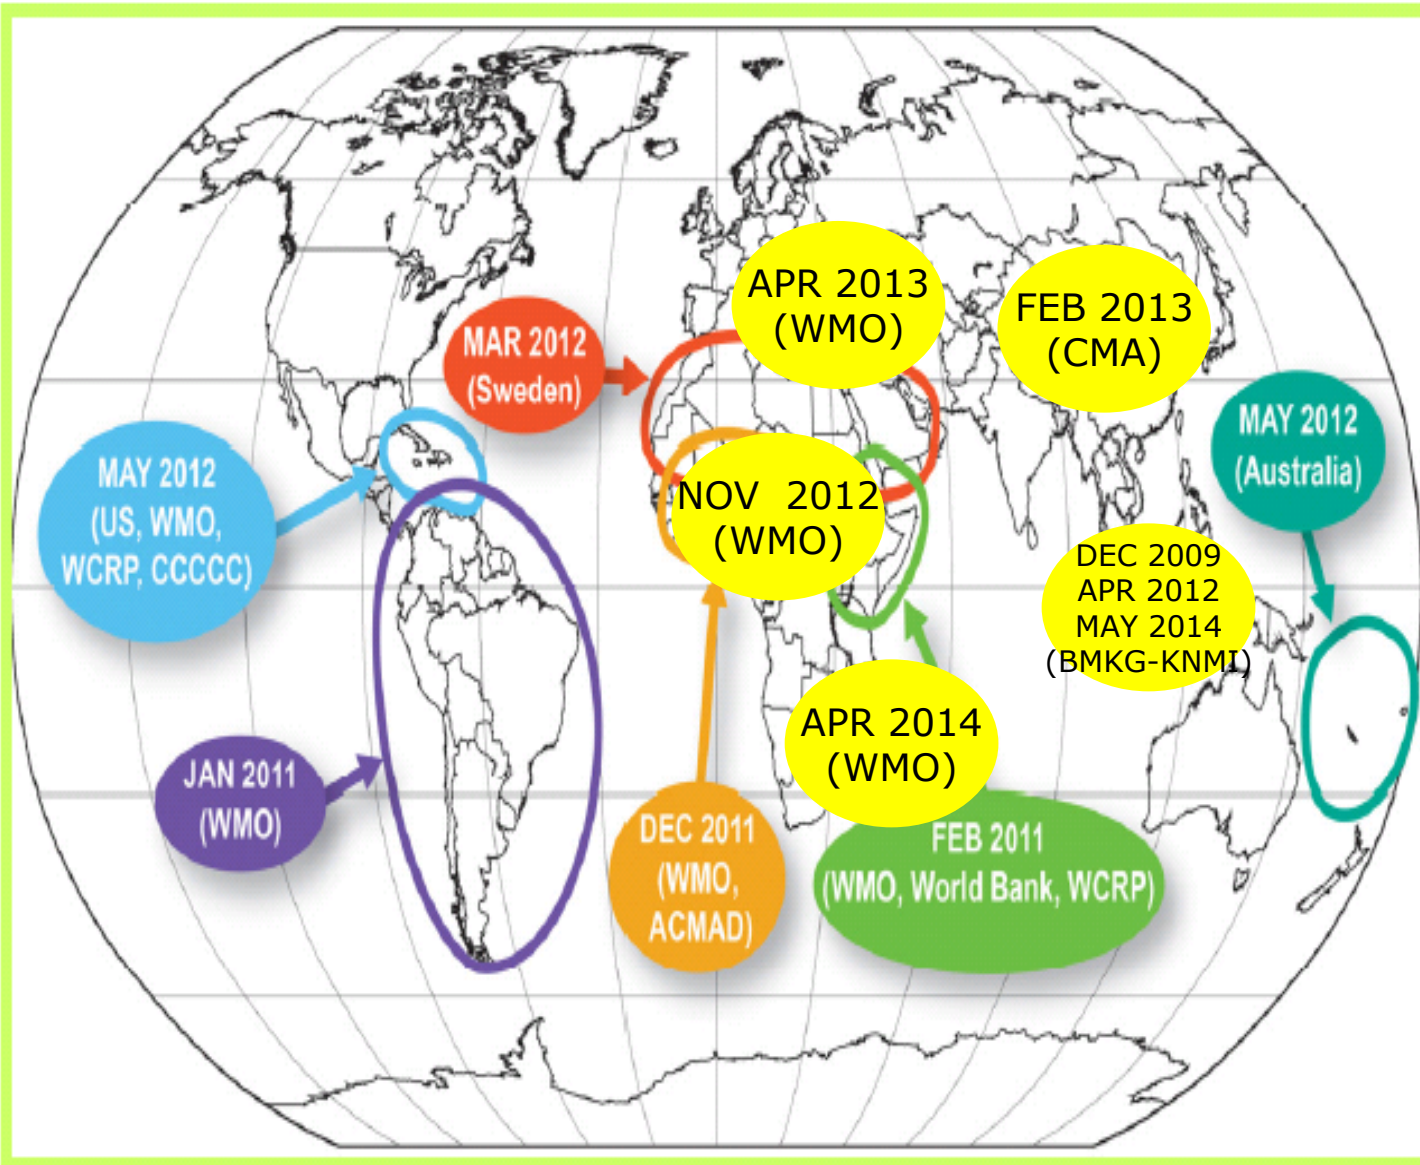 APR 2013
(WMO)
FEB 2013
(CMA)
MAR 2012
(Sweden)
MAY 2012
(Australia)
MAY 2012
(US, WMO,
WCRP, CCCCC)
NOV  2012
(WMO)
DEC 2009
APR 2012
MAY 2014
(BMKG-KNMI)
APR 2014
(WMO)
JAN 2011
(WMO)
DEC 2011
(WMO,
ACMAD)
FEB 2011
(WMO, World Bank, WCRP)